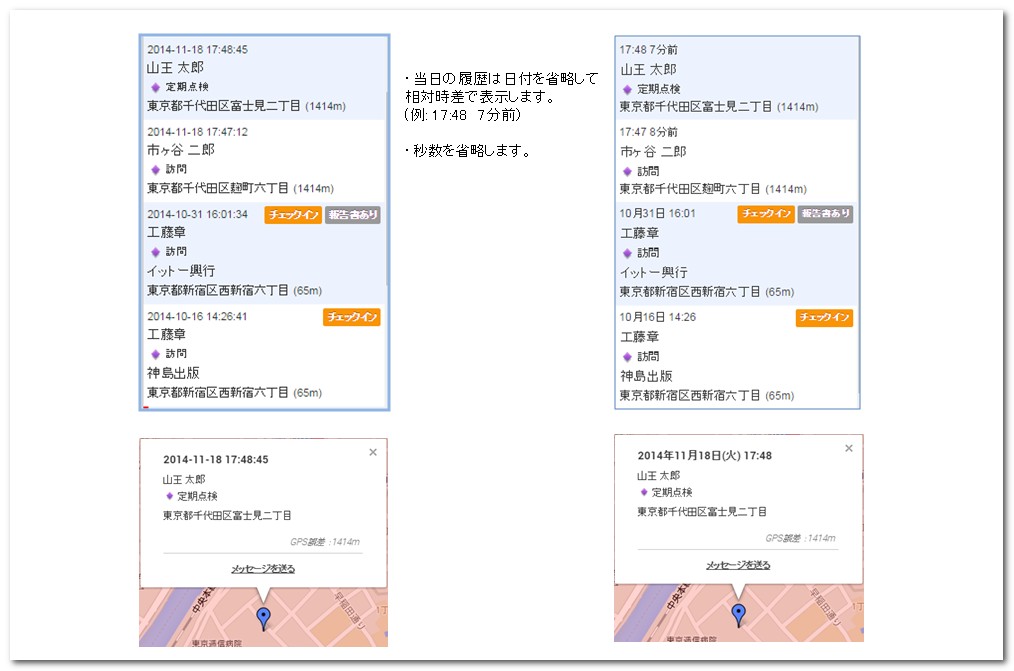 2014-11-18 17:48:45
山王 太郎
定期点検
東京都千代田区富士見二丁目 (1414m)
2014-11-18 17:47:12
市ヶ谷 二郎
訪問
東京都千代田区麹町六丁目 (1414m)
2014-10-31 16:01:34 チェックイン 報告書あり
工藤章
訪問
イットー興行
東京都新宿区西新宿六丁目 (65m)
2014-10-16 14:26:41 チェックイン
工藤章
訪問
神島出版
東京都新宿区西新宿六丁目 (65m)
・当日の履歴は日付を省略して
相対時差で表示します。
(例: 17:48 7分前)
・秒数を省略します。
17:48 7分前
山王 太郎
定期点検
東京都千代田区富士見二丁目 (1414m)
17:47 8分前
市ヶ谷 二郎
訪問
東京都千代田区麹町六丁目 (1414m)
10月31日 16:01 チェックイン 報告書あり
工藤章
訪問
イットー興行
東京都新宿区西新宿六丁目 (65m)
10月16日 14:26 チェックイン
工藤章
訪問
神島出版
東京都新宿区西新宿六丁目 (65m)
2014-11-18 17:48:45 ×
山王 太郎
定期点検
東京都千代田区富士見二丁目
GPS誤差 : 1414m
メッセージを送る
中央本
早稲田通り
1丁
東京逓信病院
2014年11月18日(火) 17:48 ×
山王 太郎
定期点検
東京都千代田区富士見二丁目
GPS誤差 : 1414m
メッセージを送る
中央本
早稲田通り
1丁
東京逓信病院